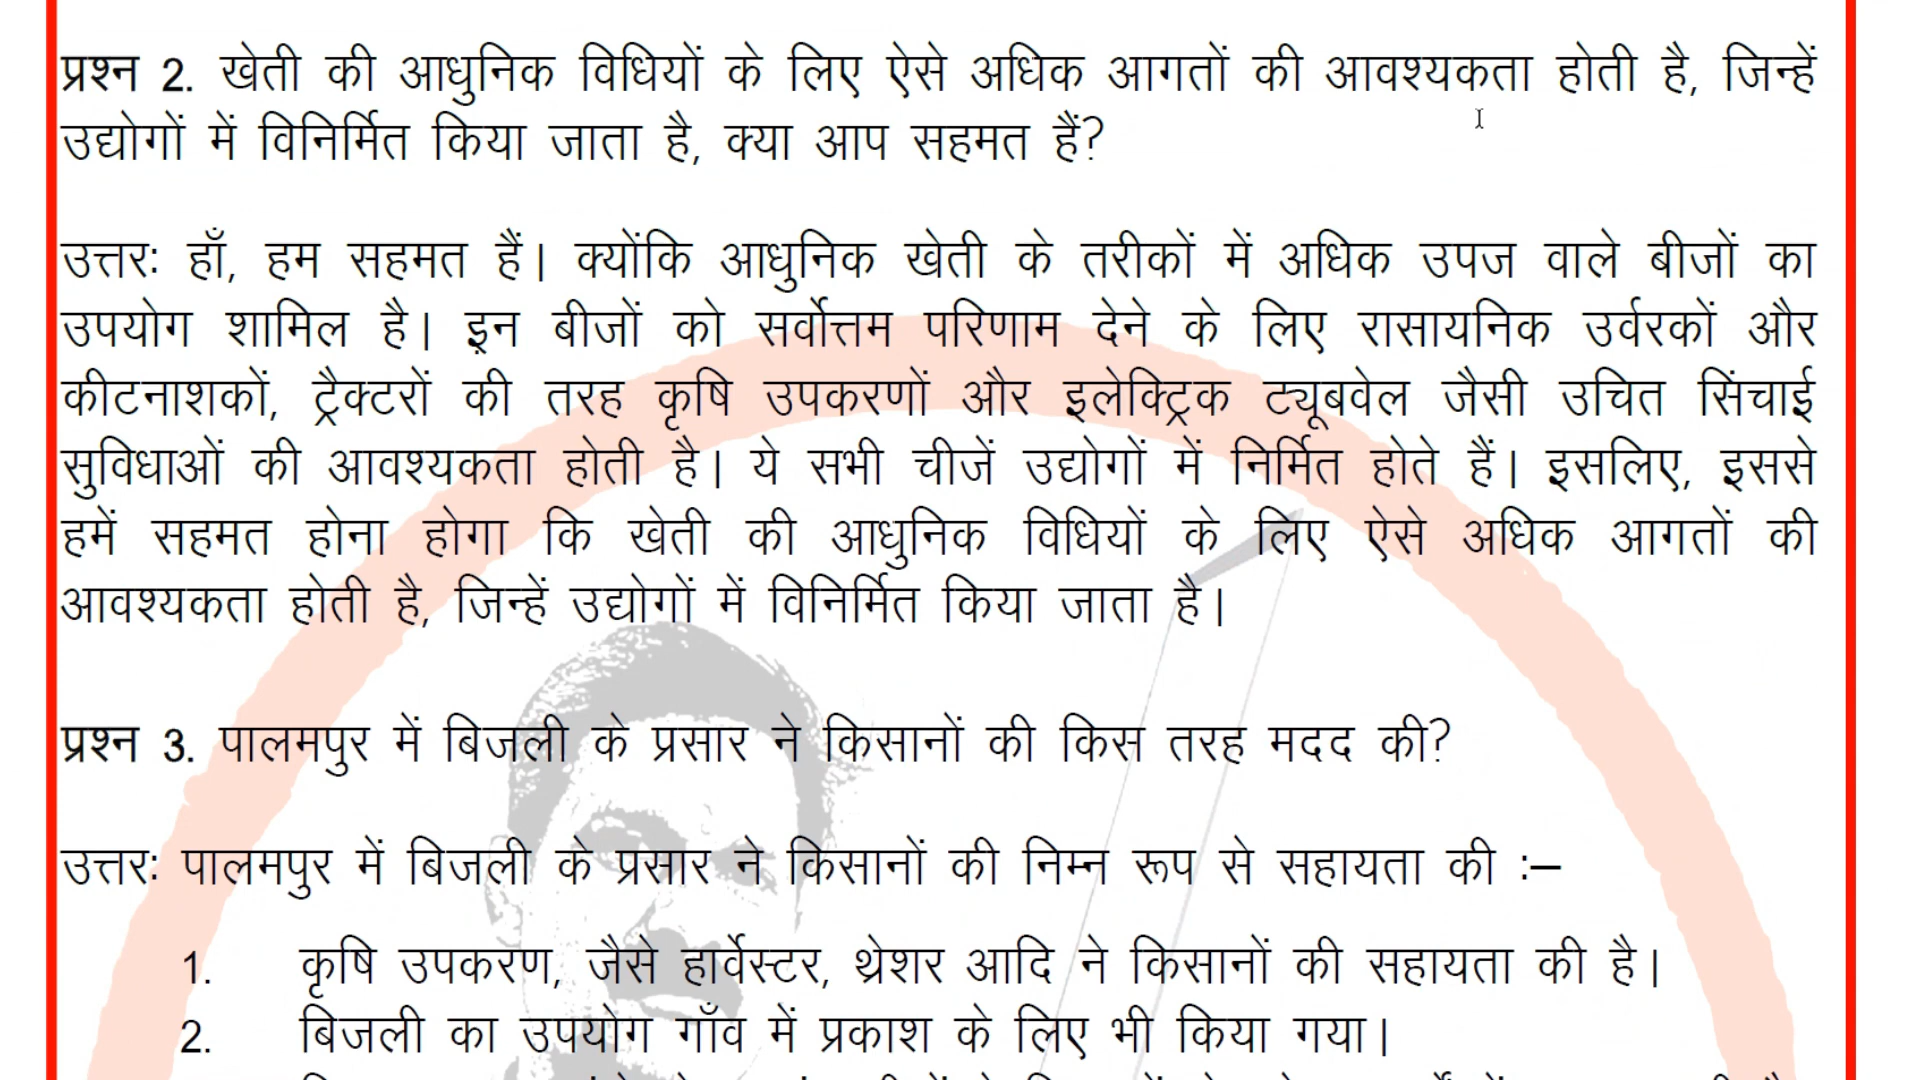 प्रश्न 2. खेती की आधुनिक विधियों के लिए ऐसे अधिक आगतों की आवश्यकता होती है, जिन्हें
उद्योगों में विनिर्मित किया जाता है, क्या आप सहमत हैं?
उत्तरः हाँ, हम सहमत हैं। क्योंकि आधुनिक खेती के तरीकों में अधिक उपज वाले बीजों का
उपयोग शामिल है। इन बीजों को सर्वोत्तम परिणाम देने के लिए रासायनिक उर्वरकों और
कीटनाशकों, ट्रैक्टरों की तरह कृषि उपकरणों और इलेक्ट्रिक ट्यूबवेल जैसी उचित सिंचाई
सुविधाओं की आवश्यकता होती है। ये सभी चीजें उद्योगों में निर्मित होते हैं। इसलिए, इससे
हमें सहमत होना होगा कि खेती की आधुनिक विधियों के लिए ऐसे अधिक आगतों की
आवश्यकता होती है, जिन्हें उद्योगों में विनिर्मित किया जाता है।
प्रश्न 3. पालमपुर में बिजली के प्रसार ने किसानों की किस तरह मदद की?
उत्तरः पालमपुर में बिजली के प्रसार ने किसानों की निम्न रूप से सहायता की :–
1. कृषि उपकरण, जैसे हार्वेस्टर, थ्रेशर आदि ने किसानों की सहायता की है।
2. बिजली का उपयोग गाँव में प्रकाश के लिए भी किया गया।